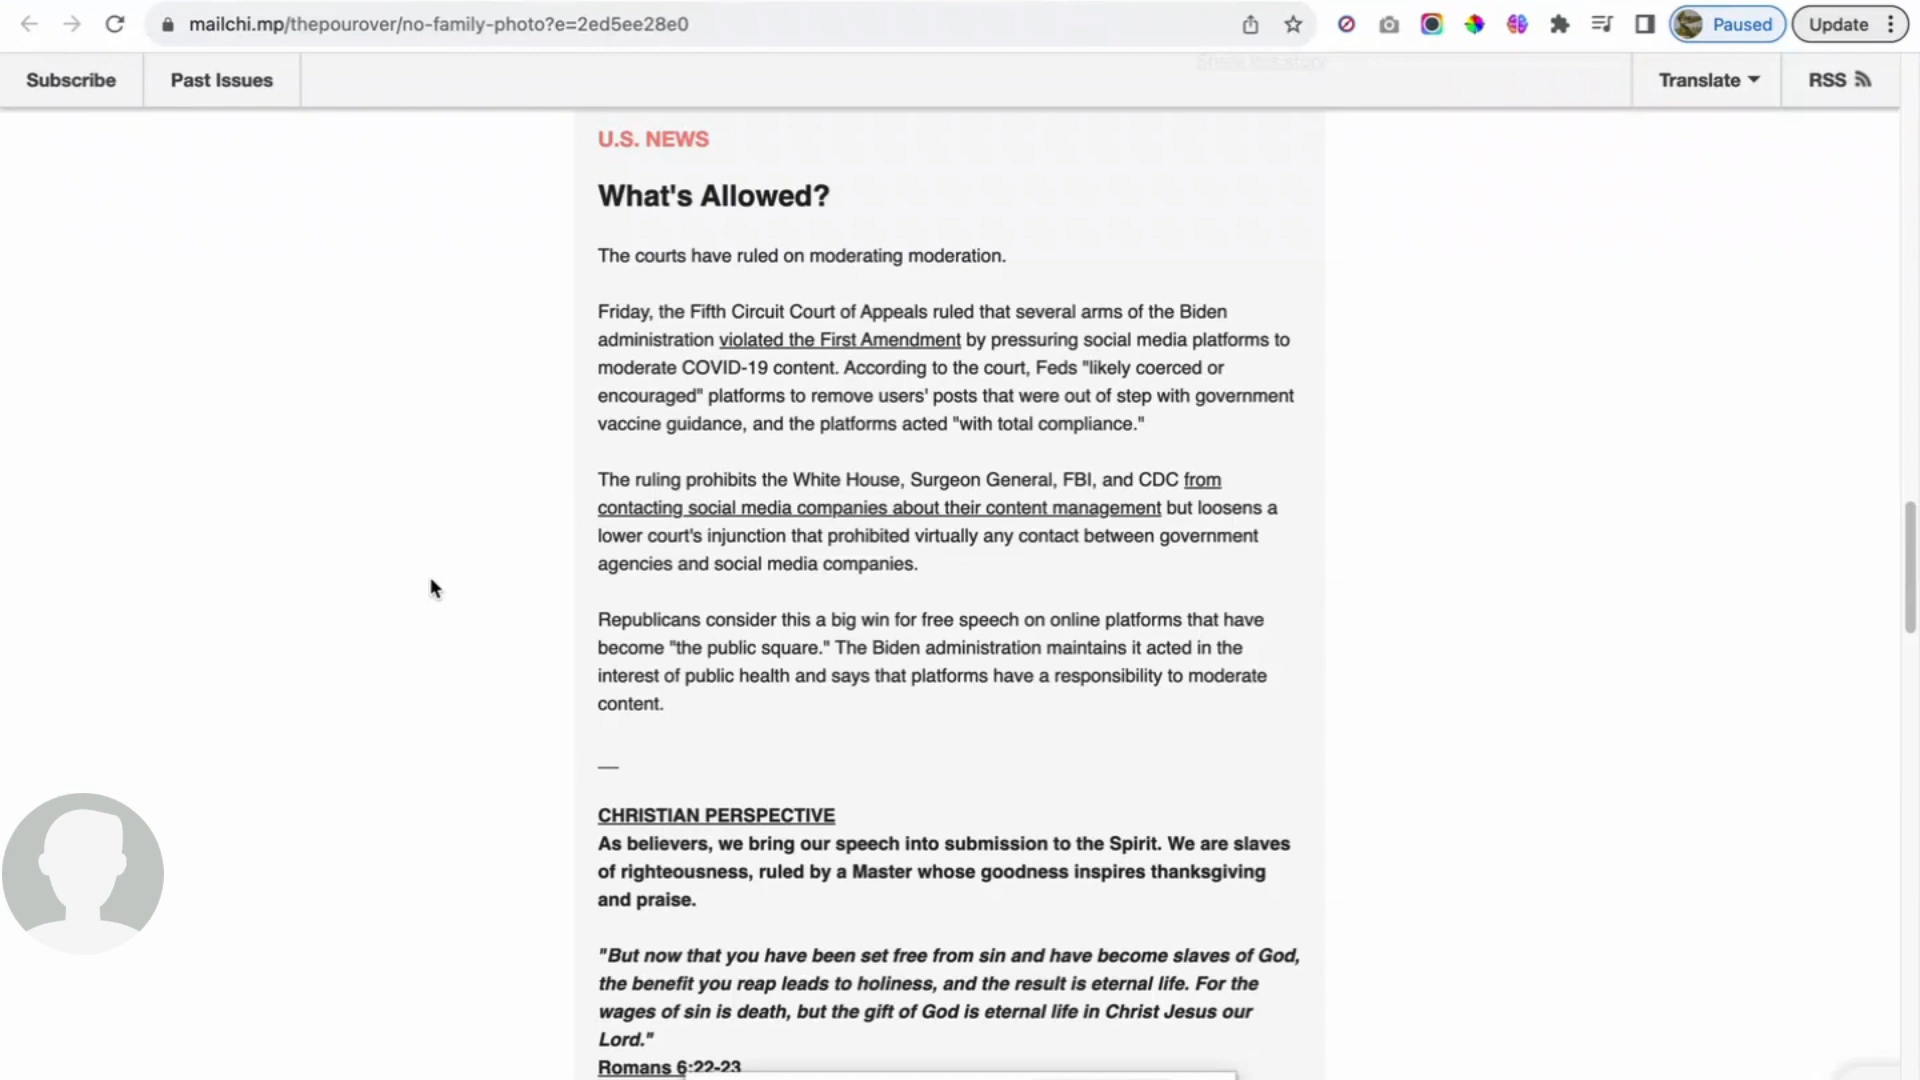 mailchi.mp/thepourover/no-family-photo?e=2ed5ee28e0
Paused
Update
Subscribe
Past Issues
Share this story
Translate
RSS
U.S. NEWS
What's Allowed?
The courts have ruled on moderating moderation.
Friday, the Fifth Circuit Court of Appeals ruled that several arms of the Biden
administration violated the First Amendment by pressuring social media platforms to
moderate COVID-19 content. According to the court, Feds "likely coerced or
encouraged" platforms to remove users' posts that were out of step with government
vaccine guidance, and the platforms acted "with total compliance."
The ruling prohibits the White House, Surgeon General, FBI, and CDC from
contacting social media companies about their content management but loosens a
lower court's injunction that prohibited virtually any contact between government
agencies and social media companies.
Republicans consider this a big win for free speech on online platforms that have
become "the public square." The Biden administration maintains it acted in the
interest of public health and says that platforms have a responsibility to moderate
content.
—
CHRISTIAN PERSPECTIVE
As believers, we bring our speech into submission to the Spirit. We are slaves
of righteousness, ruled by a Master whose goodness inspires thanksgiving
and praise.
"But now that you have been set free from sin and have become slaves of God,
the benefit you reap leads to holiness, and the result is eternal life. For the
wages of sin is death, but the gift of God is eternal life in Christ Jesus our
Lord."
Romans 6:22-23